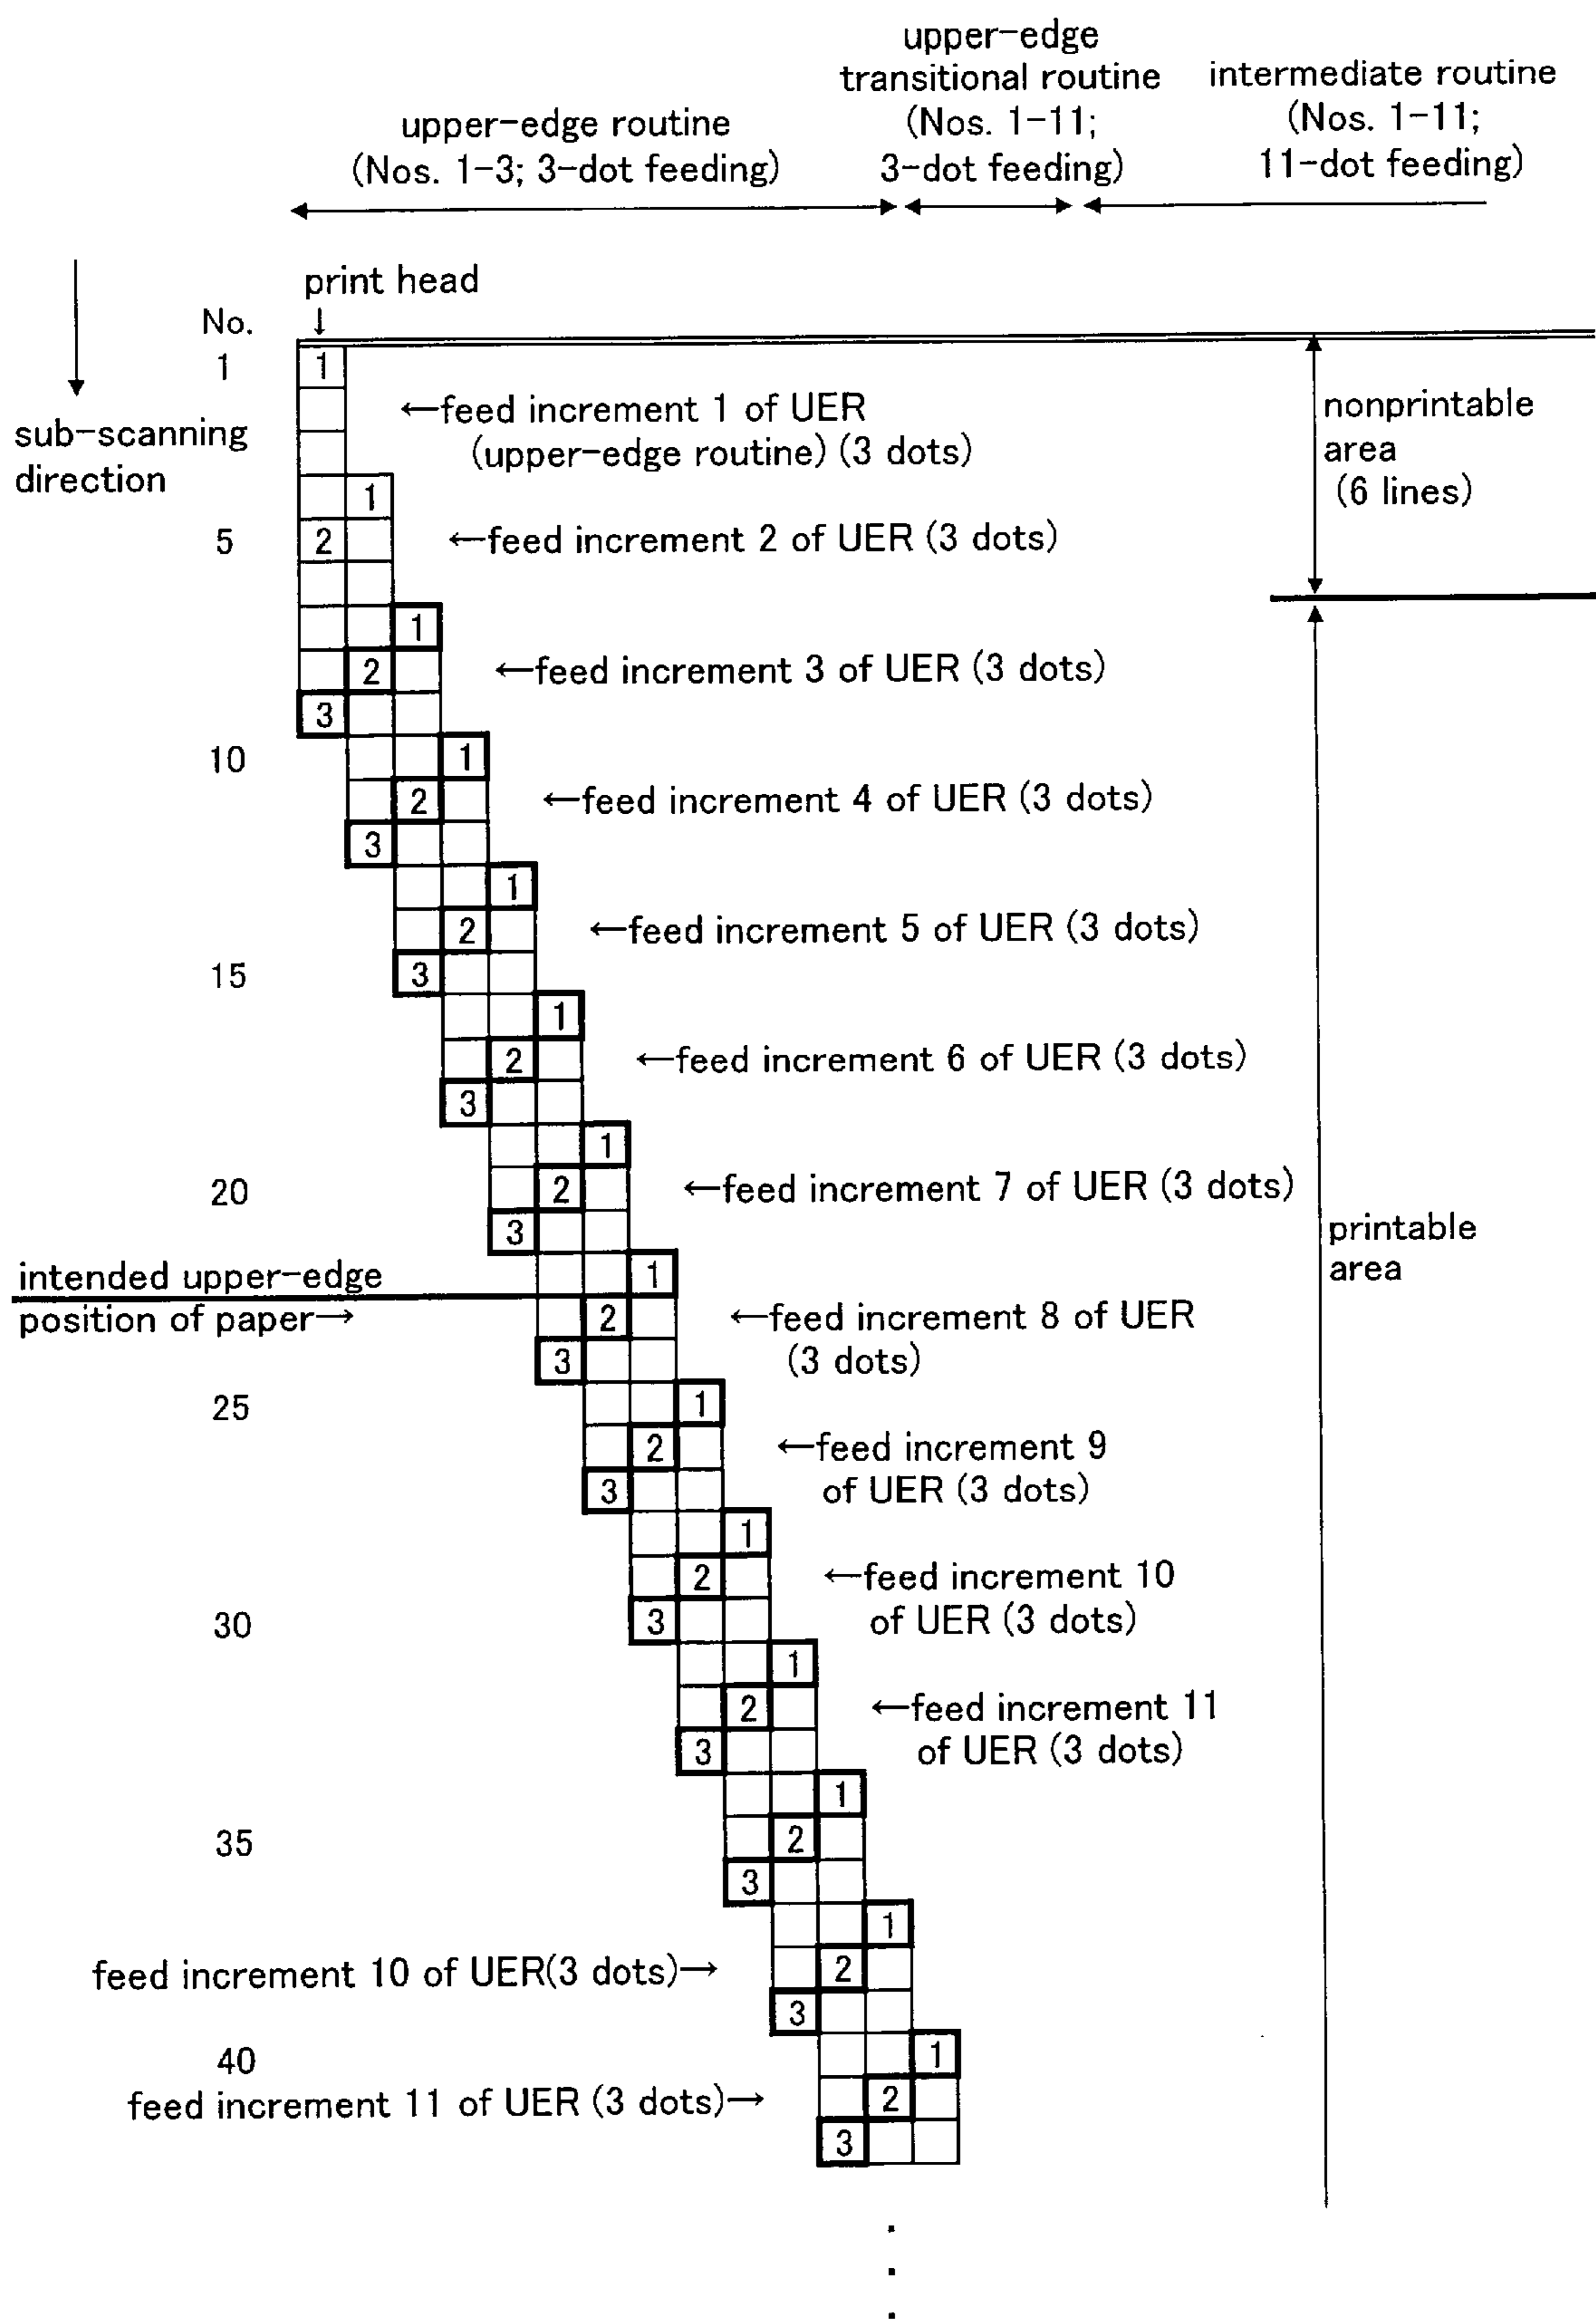 upper-edge routine
(Nos. 1-3; 3-dot feeding)
upper-edge
transitional routine
(Nos. 1-11;
3-dot feeding)
intermediate routine
(Nos. 1-11;
11-dot feeding)
print head
↓
No.
1
1
sub-scanning
direction
←feed increment 1 of UER
(upper-edge routine) (3 dots)
nonprintable
area
(6 lines)
1
5
2
←feed increment 2 of UER (3 dots)
1
2
←feed increment 3 of UER (3 dots)
3
10
1
2
←feed increment 4 of UER (3 dots)
3
1
2
←feed increment 5 of UER (3 dots)
15
3
1
2
←feed increment 6 of UER (3 dots)
3
1
20
2
←feed increment 7 of UER (3 dots)
3
printable
area
intended upper-edge
position of paper→
1
2
←feed increment 8 of UER
(3 dots)
3
25
1
2
←feed increment 9
of UER (3 dots)
3
1
2
←feed increment 10
of UER (3 dots)
30
3
1
2
←feed increment 11
of UER (3 dots)
3
1
35
2
3
1
feed increment 10 of UER(3 dots)→
2
3
40
1
feed increment 11 of UER (3 dots)→
2
3
.
.
.